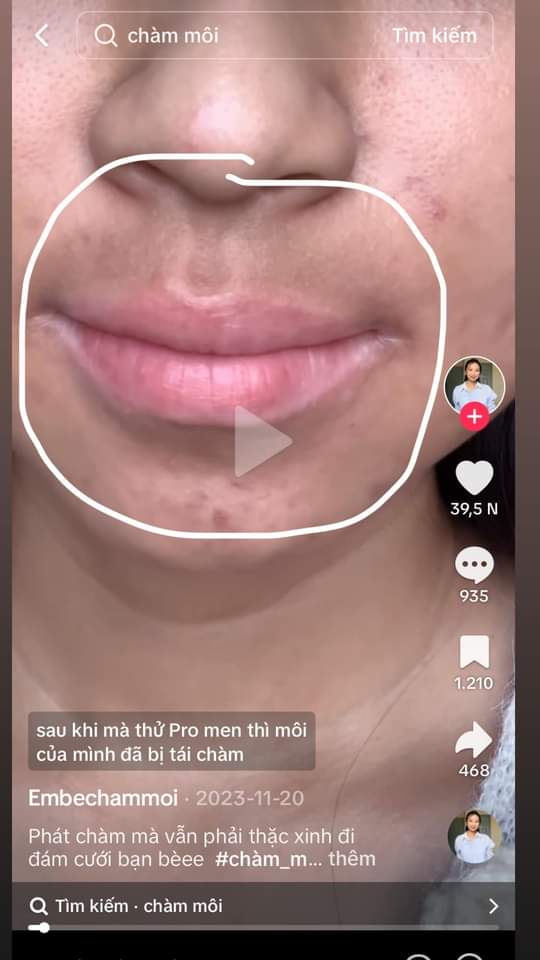 chàm môi
Tìm kiếm
39,5 N
935
1.210
468
sau khi mà thử Pro men thì môi
của mình đã bị tái chàm
Embechammoi · 2023-11-20
Phát chàm mà vẫn phải thặc xinh đi
đám cưới bạn bèee #chàm_m... thêm
Tìm kiếm · chàm môi